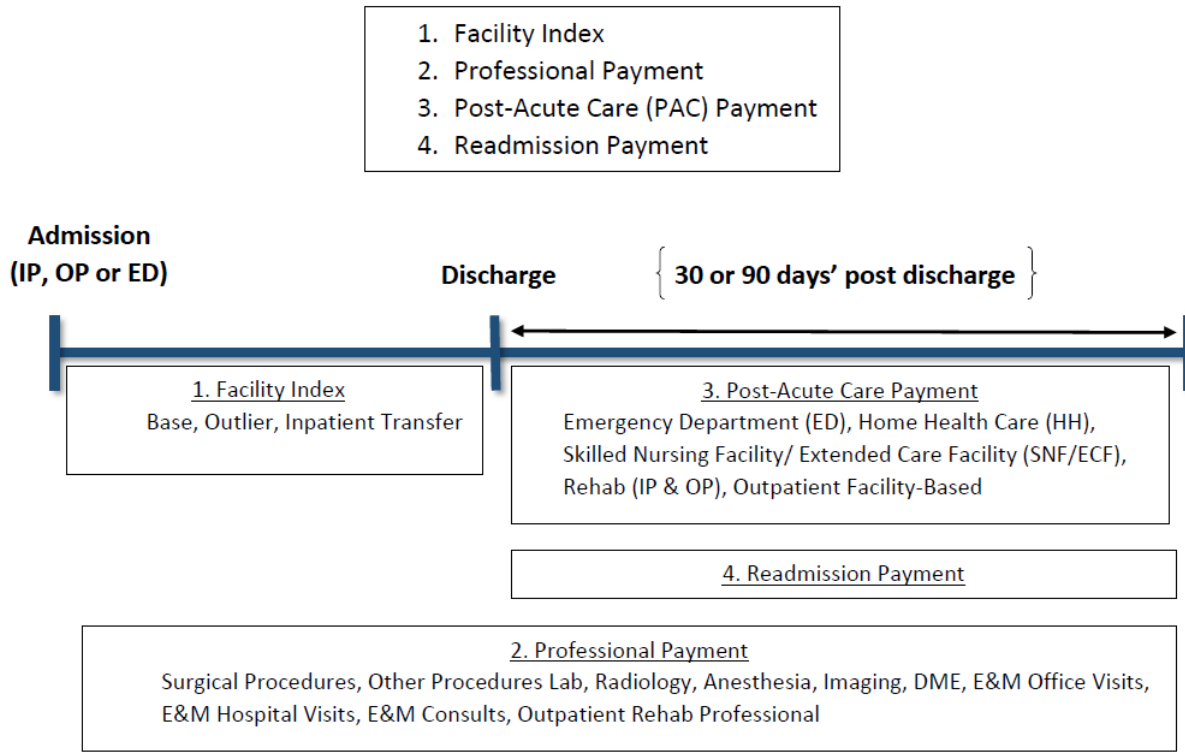 1. Facility Index
2. Professional Payment
3. Post-Acute Care (PAC) Payment
4. Readmission Payment
Admission
(IP, OP or ED)
Discharge
{ 30 or 90 days’ post discharge }
1. Facility Index
Base, Outlier, Inpatient Transfer
3. Post-Acute Care Payment
Emergency Department (ED), Home Health Care (HH),
Skilled Nursing Facility/ Extended Care Facility (SNF/ECF),
Rehab (IP & OP), Outpatient Facility-Based
4. Readmission Payment
2. Professional Payment
Surgical Procedures, Other Procedures Lab, Radiology, Anesthesia, Imaging, DME, E&M Office Visits,
E&M Hospital Visits, E&M Consults, Outpatient Rehab Professional